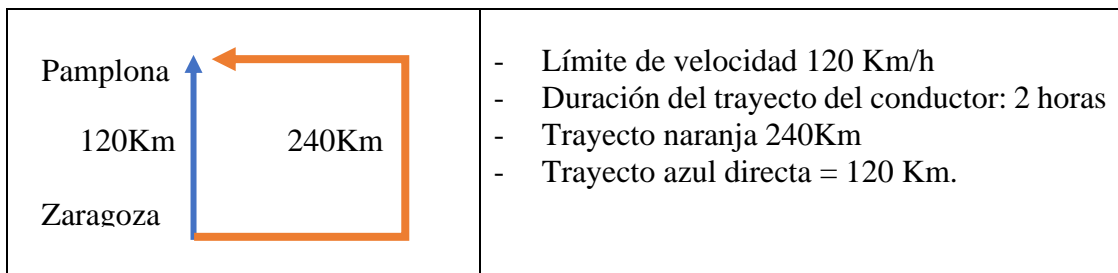 Pamplona
120Km
240Km
Zaragoza
- Límite de velocidad 120 Km/h
- Duración del trayecto del conductor: 2 horas
- Trayecto naranja 240Km
- Trayecto azul directa = 120 Km.